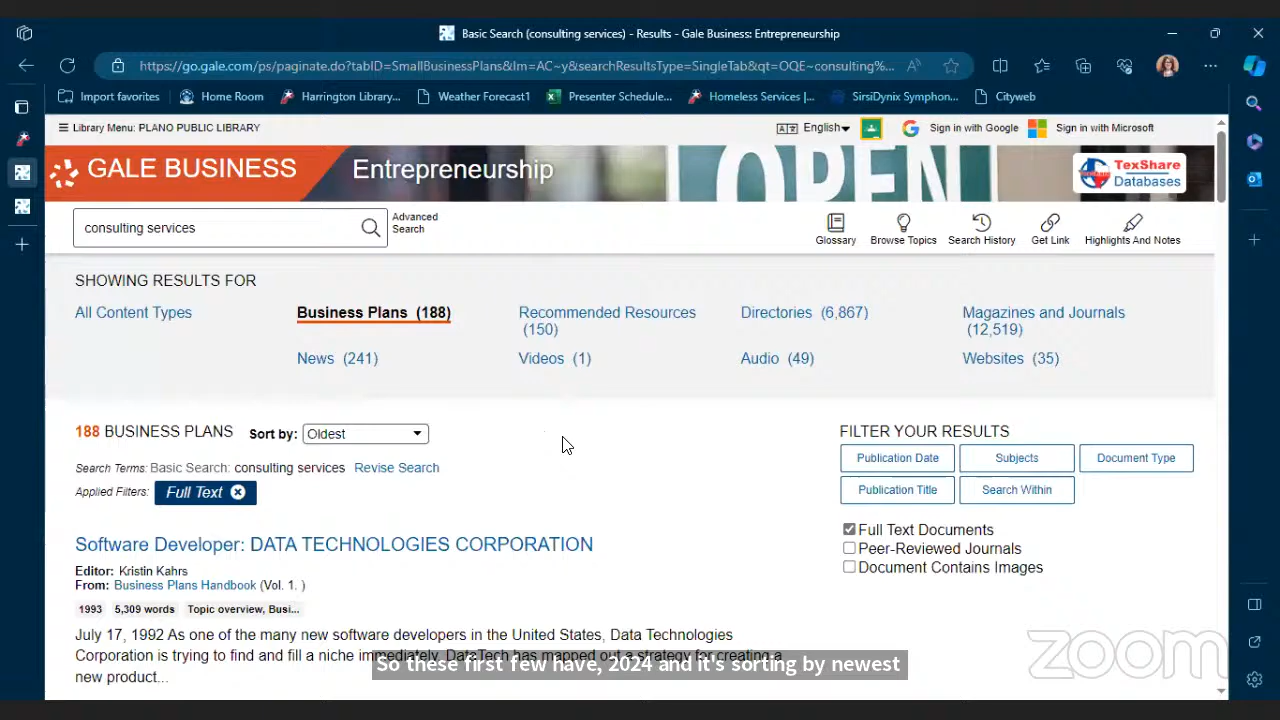 Basic Search (consulting services) - Results - Gale Business: Entrepreneurship
https://go.gale.com/ps/paginate.do?tabID=SmallBusinessPlans&lm=AC~y&searchResultsType=SingleTab&qt=OQE~consulting%...
Import favorites Home Room Harrington Library... Weather Forecast1 Presenter Schedule... Homeless Services |... SirsiDynix Symphon... Cityweb
Library Menu: PLANO PUBLIC LIBRARY English Sign in with Google Sign in with Microsoft
GALE BUSINESS Entrepreneurship OPEN TexShare
Databases
consulting services Advanced
Search
Glossary Browse Topics Search History Get Link Highlights And Notes
SHOWING RESULTS FOR
All Content Types Business Plans (188) Recommended Resources Directories (6,867) Magazines and Journals
(150) (12,519)
News (241) Videos (1) Audio (49) Websites (35)
188 BUSINESS PLANS Sort by: Oldest FILTER YOUR RESULTS
Publication Date Subjects Document Type
Search Terms: Basic Search: consulting services Revise Search
Applied Filters: Full Text Publication Title Search Within
Full Text Documents
Software Developer: DATA TECHNOLOGIES CORPORATION Peer-Reviewed Journals
Document Contains Images
Editor: Kristin Kahrs
From: Business Plans Handbook (Vol. 1. )
1993 5,309 words Topic overview, Busi...
July 17, 1992 As one of the many new software developers in the United States, Data Technologies
Corporation is trying to find and fill a niche immediately. DataTech has mapped out a strategy for creating a
new product...
So these first few have, 2024 and it's sorting by newest
zoom